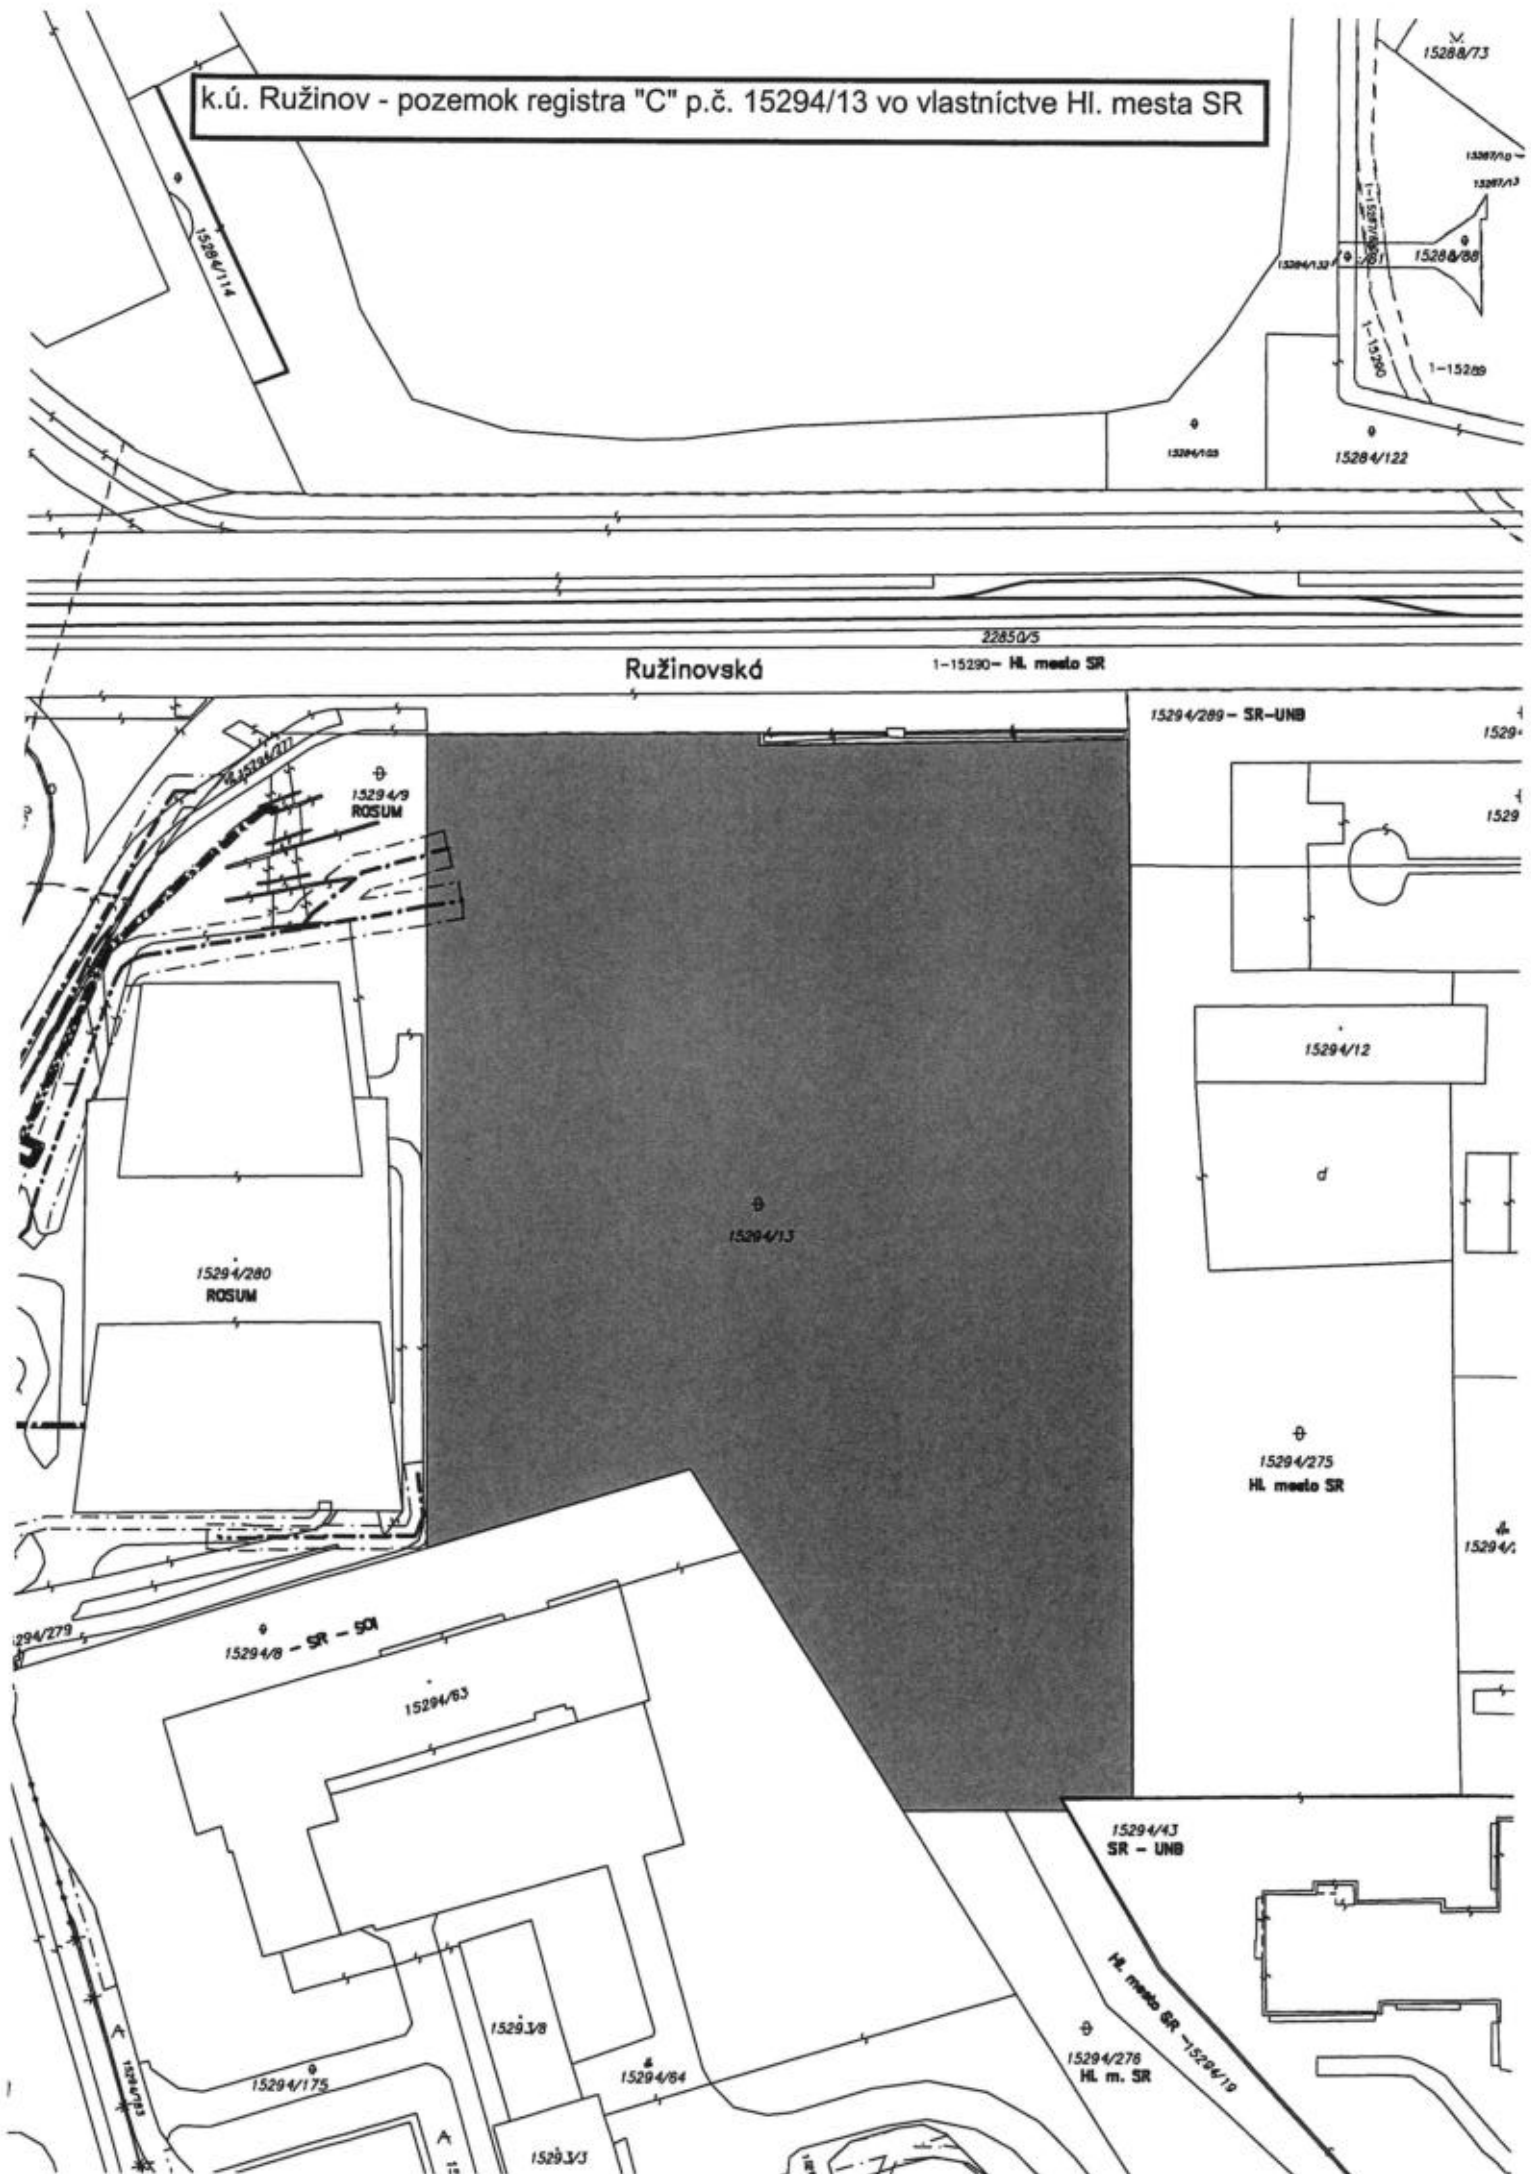 k.ú. Ružinov - pozemok registra "C" p.č. 15294/13 vo vlastníctve Hl. mesta SR
15288/73
15287/13
15284/114
15288/88
1-15290
1-15289
15284/122
22850/5
Ružinovská
1-15290- Hl. mesto SR
15294/289 - SR-UNB
15294/277
15294/9
ROSUM
15294/12
d
15294/13
15294/280
ROSUM
15294/275
Hl. mesto SR
15294/8 - SR - SOI
15294/63
15294/43
SR - UNB
Hl. mesto SR -15294/19
15293/8
15294/276
Hl. m. SR
15294/175
15294/64
15293/3